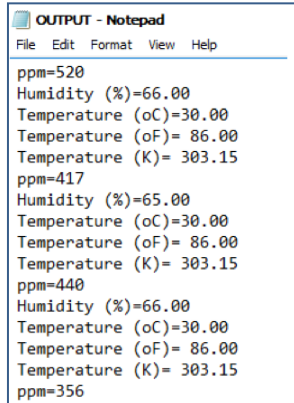 OUTPUT - Notepad
File Edit Format View Help
ppm=520
Humidity (%)=66.00
Temperature (oC)=30.00
Temperature (oF)= 86.00
Temperature (K)= 303.15
ppm=417
Humidity (%)=65.00
Temperature (oC)=30.00
Temperature (oF)= 86.00
Temperature (K)= 303.15
ppm=440
Humidity (%)=66.00
Temperature (oC)=30.00
Temperature (oF)= 86.00
Temperature (K)= 303.15
ppm=356